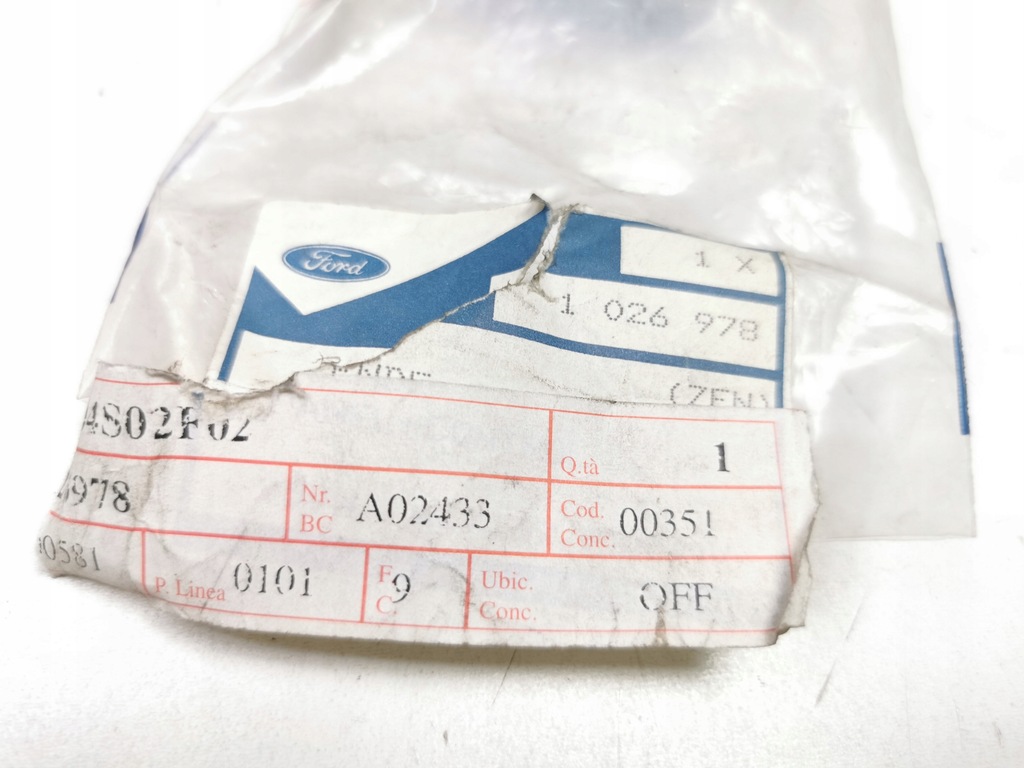 Ford
1 X
1 026 978
(ZEN)
4S02F02
Q.tà 1
6978
Nr. BC A02433
Cod. Conc. 00351
0581
P. Linea 0101
F C 9
Ubic. Conc. OFF